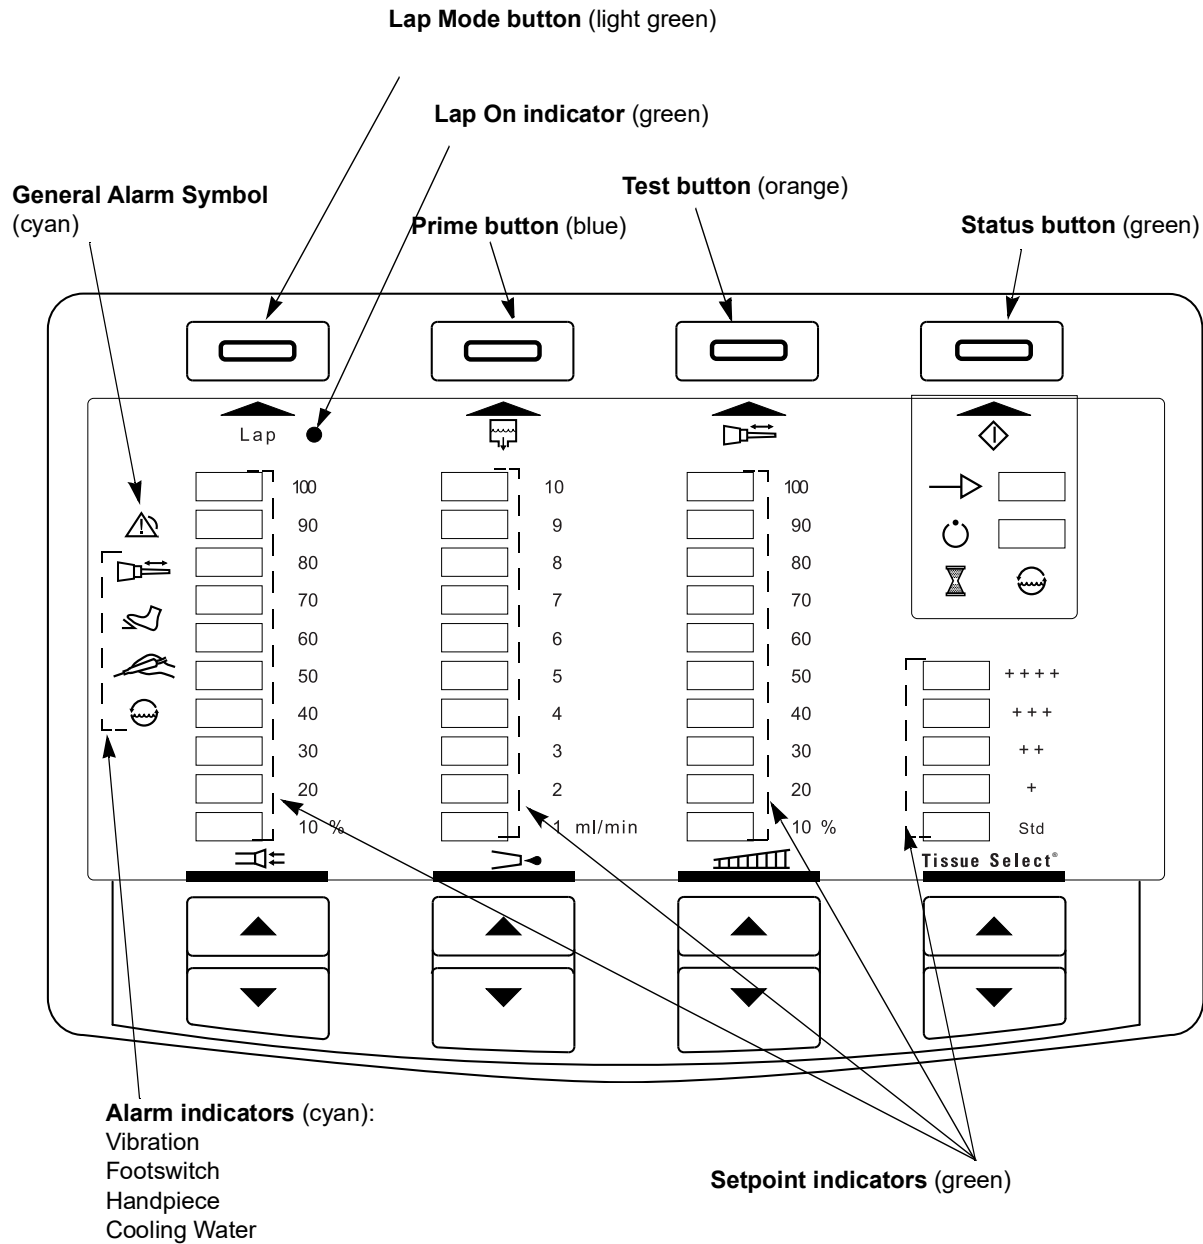 Lap Mode button (light green)
Lap On indicator (green)
General Alarm Symbol
(cyan)
Prime button (blue)
Test button (orange)
Status button (green)
Lap
100 10 100
90 9 90
80 8 80
70 7 70
60 6 60
50 5 50 ++++
40 4 40 +++
30 3 30 ++
20 2 20 +
10 % 1 ml/min 10 % Std
Tissue Select®
Alarm indicators (cyan):
Vibration
Footswitch
Handpiece
Cooling Water
Setpoint indicators (green)